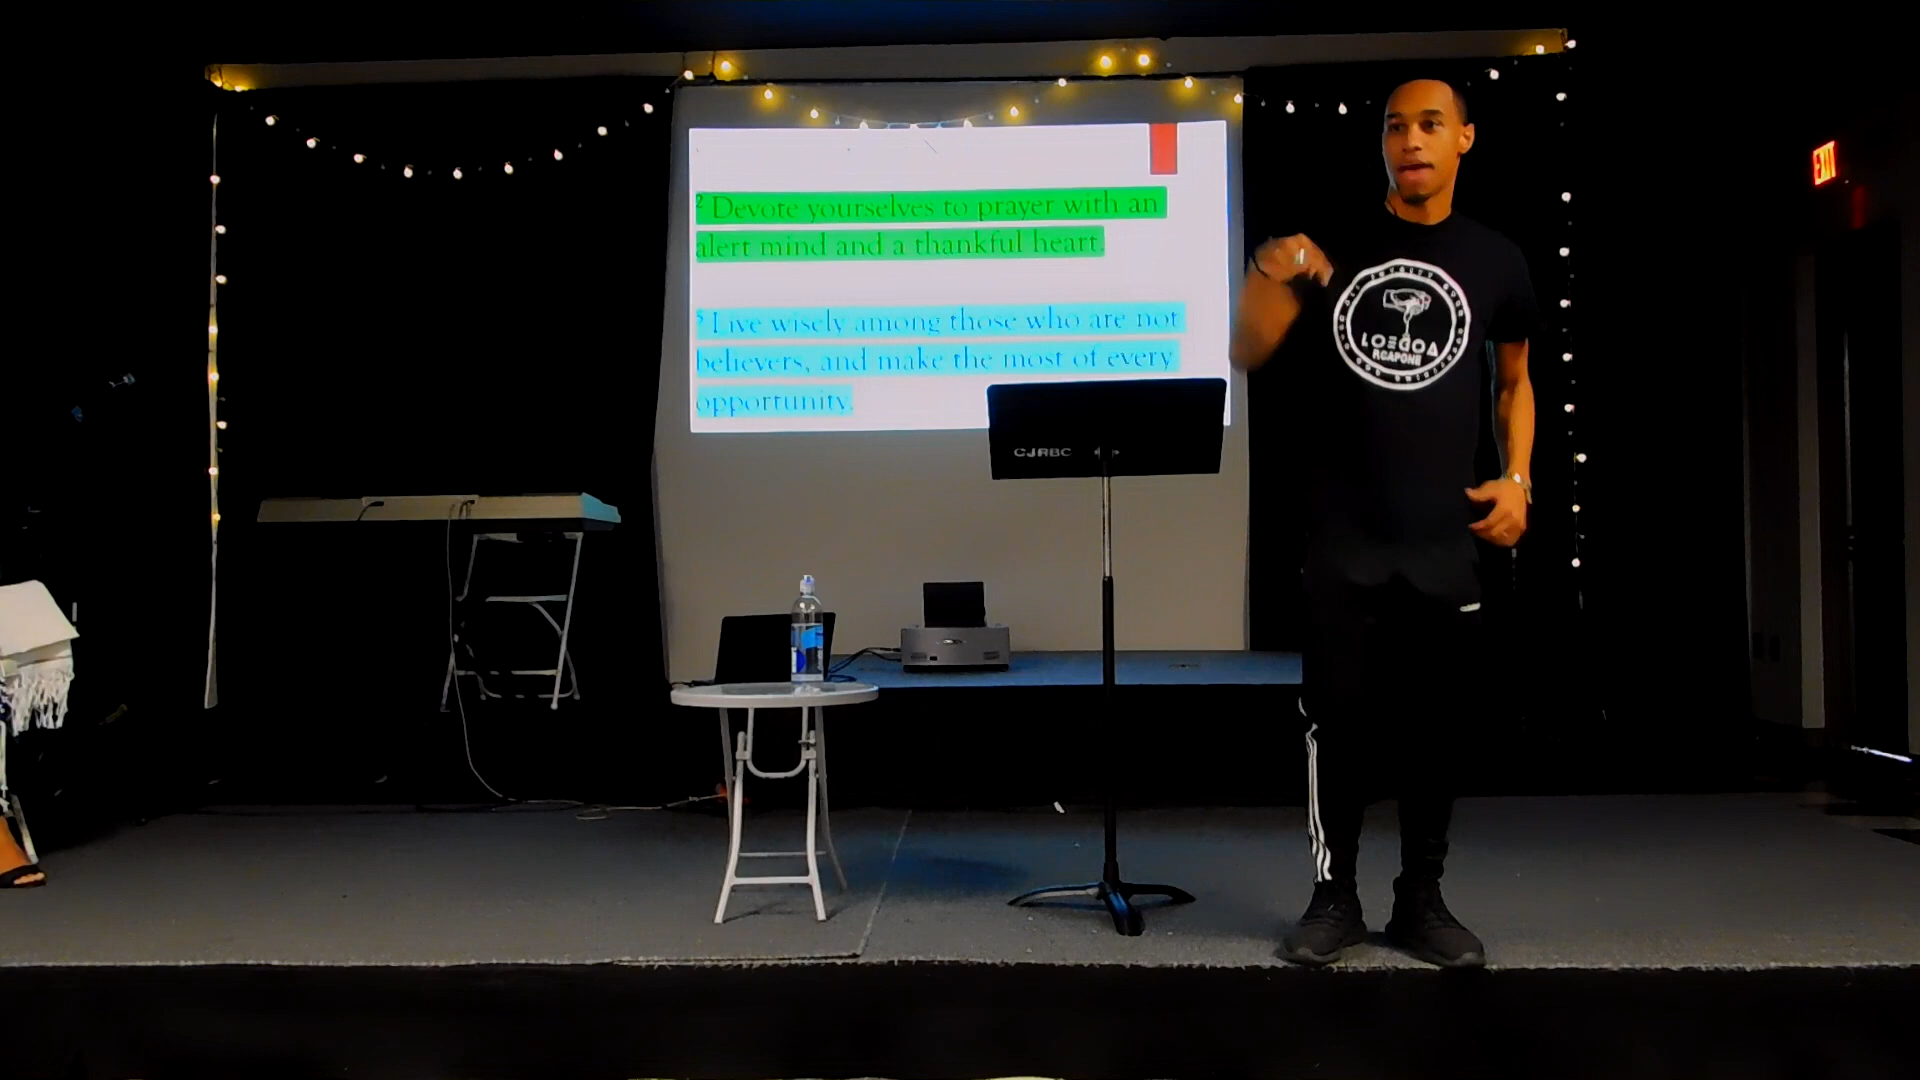 ² Devote yourselves to prayer with an
alert mind and a thankful heart.
⁵ Live wisely among those who are not
believers, and make the most of every
opportunity.
CJRBC
RCAPONE
EXIT